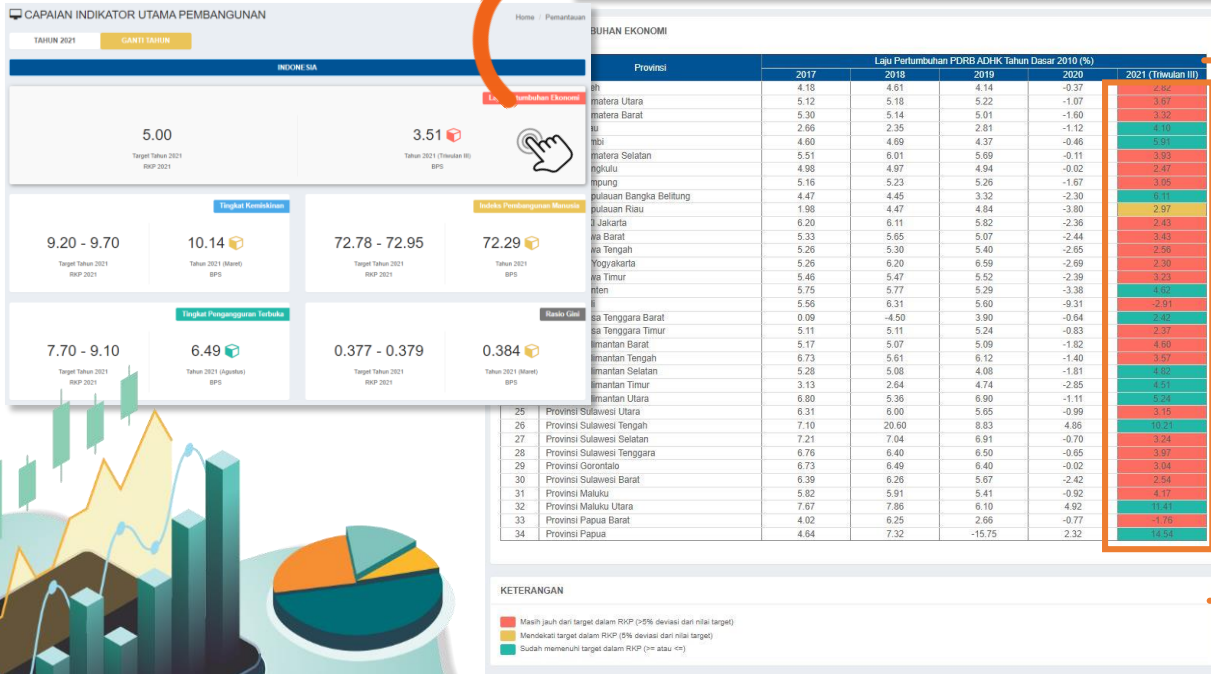 CAPAIAN INDIKATOR UTAMA PEMBANGUNAN
Home Pemantauan
TAHUN 2021 GANTI TAHUN
INDONESIA
Laju Pertumbuhan Ekonomi
5.00 3.51
Target Tahun 2021 Tahun 2021 (Triwulan III)
RKP 2021 BPS
Tingkat Kemiskinan
9.20 - 9.70 10.14
Target Tahun 2021 Tahun 2021 (Maret)
RKP 2021 BPS
Indeks Pembangunan Manusia
72.78 - 72.95 72.29
Target Tahun 2021 Tahun 2021
RKP 2021 BPS
Tingkat Pengangguran Terbuka
7.70 - 9.10 6.49
Target Tahun 2021 Tahun 2021 (Agustus)
RKP 2021 BPS
Rasio Gini
0.377 - 0.379 0.384
Target Tahun 2021 Tahun 2021 (Maret)
RKP 2021 BPS
BUHAN EKONOMI
Provinsi Laju Pertumbuhan PDRB ADHK Tahun Dasar 2010 (%)
2017 2018 2019 2020 2021 (Triwulan III)
eh 4.18 4.61 4.14 -0.37 2.82
matera Utara 5.12 5.18 5.22 -1.07 3.67
matera Barat 5.30 5.14 5.01 -1.60 3.32
au 2.66 2.35 2.81 -1.12 4.10
mbi 4.60 4.69 4.37 -0.46 5.91
matera Selatan 5.51 6.01 5.69 -0.11 3.93
ngkulu 4.98 4.97 4.94 -0.02 2.47
mpung 5.16 5.23 5.26 -1.67 3.05
pulauan Bangka Belitung 4.47 4.45 3.32 -2.30 6.11
pulauan Riau 1.98 4.47 4.84 -3.80 2.97
I Jakarta 6.20 6.11 5.82 -2.36 2.43
wa Barat 5.33 5.65 5.07 -2.44 3.43
wa Tengah 5.26 5.30 5.40 -2.65 2.56
Yogyakarta 5.26 6.20 6.59 -2.69 2.30
wa Timur 5.46 5.47 5.52 -2.39 3.23
nten 5.75 5.77 5.29 -3.38 4.62
li 5.56 6.31 5.60 -9.31 -2.91
sa Tenggara Barat 0.09 -4.50 3.90 -0.64 2.42
sa Tenggara Timur 5.11 5.11 5.24 -0.83 2.37
limantan Barat 5.17 5.07 5.09 -1.82 4.60
limantan Tengah 6.73 5.61 6.12 -1.40 3.57
limantan Selatan 5.28 5.08 4.08 -1.81 4.82
limantan Timur 3.13 2.64 4.74 -2.85 4.51
limantan Utara 6.80 5.36 6.90 -1.11 5.24
25 Provinsi Sulawesi Utara 6.31 6.00 5.65 -0.99 3.15
26 Provinsi Sulawesi Tengah 7.10 20.60 8.83 4.86 10.21
27 Provinsi Sulawesi Selatan 7.21 7.04 6.91 -0.70 3.24
28 Provinsi Sulawesi Tenggara 6.76 6.40 6.50 -0.65 3.97
29 Provinsi Gorontalo 6.73 6.49 6.40 -0.02 3.04
30 Provinsi Sulawesi Barat 6.39 6.26 5.67 -2.42 2.54
31 Provinsi Maluku 5.82 5.91 5.41 -0.92 4.17
32 Provinsi Maluku Utara 7.67 7.86 6.10 4.92 11.41
33 Provinsi Papua Barat 4.02 6.25 2.66 -0.77 -1.76
34 Provinsi Papua 4.64 7.32 -15.75 2.32 14.54
KETERANGAN
Masih jauh dari target dalam RKP (>5% deviasi dari nilai target)
Mendekati target dalam RKP (5% deviasi dari nilai target)
Sudah memenuhi target dalam RKP (>= atau <=)